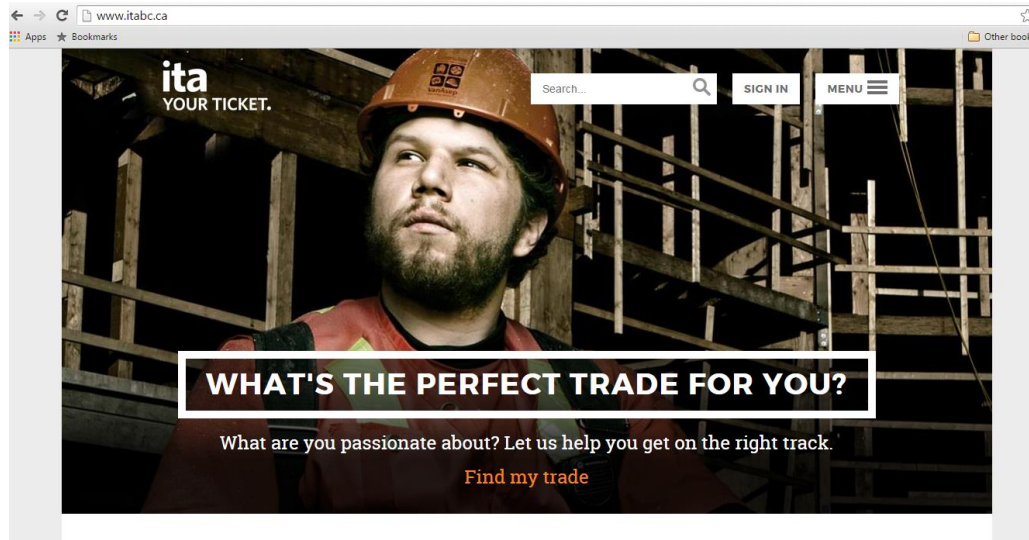 www.itabc.ca
Apps
Bookmarks
Other book
ita
YOUR TICKET.
Search...
SIGN IN
MENU
VanAsep
WHAT'S THE PERFECT TRADE FOR YOU?
What are you passionate about? Let us help you get on the right track.
Find my trade